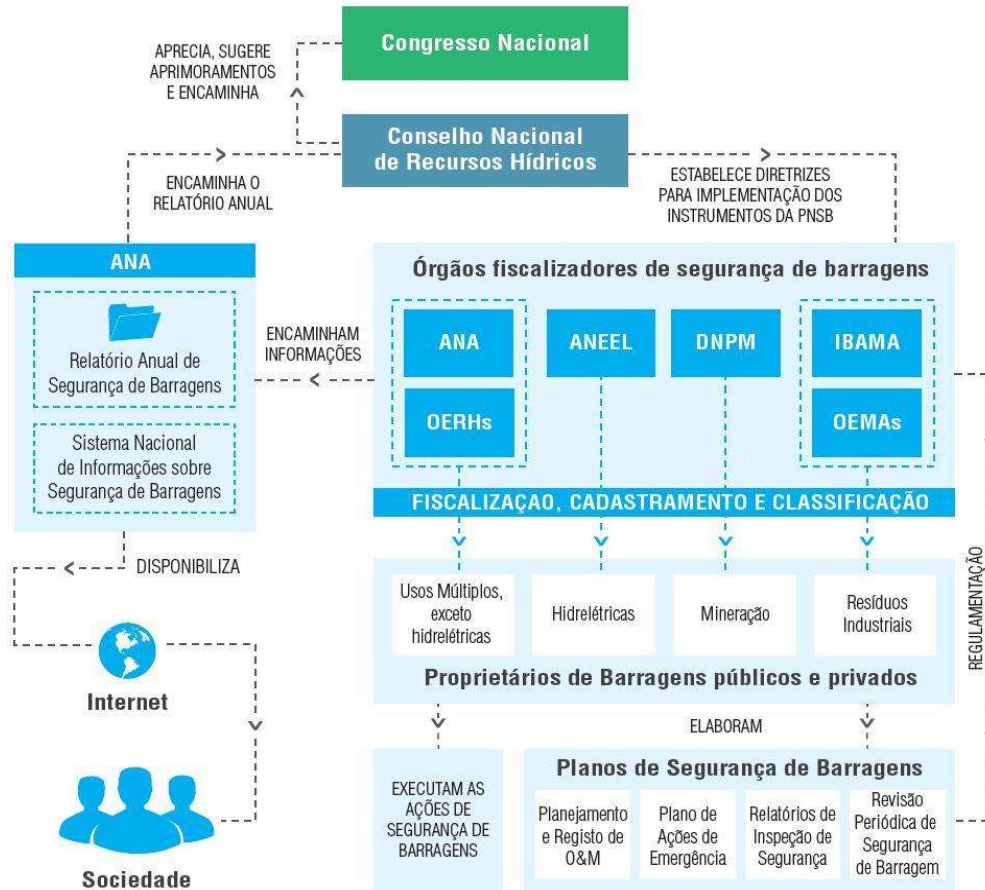 Congresso Nacional
APRECIA, SUGERE
APRIMORAMENTOS
E ENCAMINHA
Conselho Nacional
de Recursos Hídricos
ENCAMINHA O
RELATÓRIO ANUAL
ESTABELECE DIRETRIZES
PARA IMPLEMENTAÇÃO DOS
INSTRUMENTOS DA PNSB
ANA
Relatório Anual de
Segurança de Barragens
Sistema Nacional
de Informações sobre
Segurança de Barragens
ENCAMINHAM
INFORMAÇÕES
Órgãos fiscalizadores de segurança de barragens
ANA
ANEEL
DNPM
IBAMA
OERHs
OEMAs
FISCALIZAÇAO, CADASTRAMENTO E CLASSIFICAÇÃO
DISPONIBILIZA
Internet
Sociedade
Usos Múltiplos,
exceto
hidrelétricas
Hidrelétricas
Mineração
Resíduos
Industriais
Proprietários de Barragens públicos e privados
REGULAMENTAÇÃO
ELABORAM
EXECUTAM AS
AÇÕES DE
SEGURANÇA DE
BARRAGENS
Planos de Segurança de Barragens
Planejamento
e Registo de
O&M
Plano de
Ações de
Emergência
Relatórios de
Inspeção de
Segurança
Revisão
Periódica de
Segurança
de Barragem